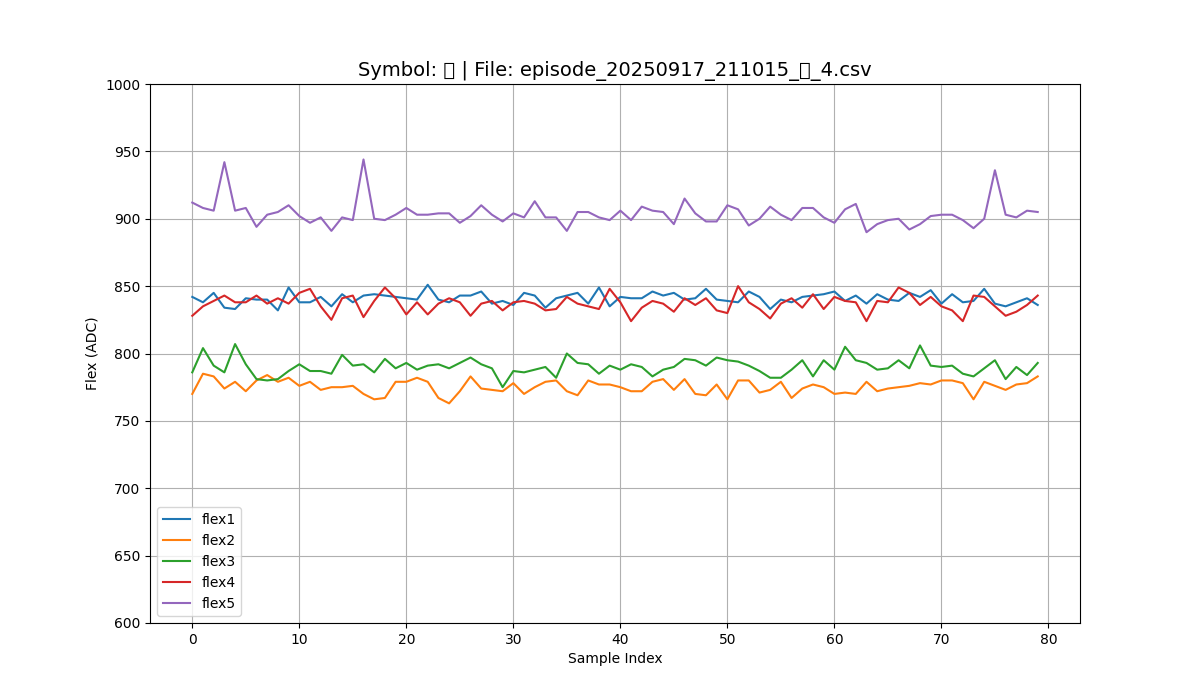 Symbol: | File: episode_20250917_211015_ _4.csv
1000
950
900
850
800
750
700
650
600
Flex (ADC)
flex1
flex2
flex3
flex4
flex5
0 10 20 30 40 50 60 70 80
Sample Index